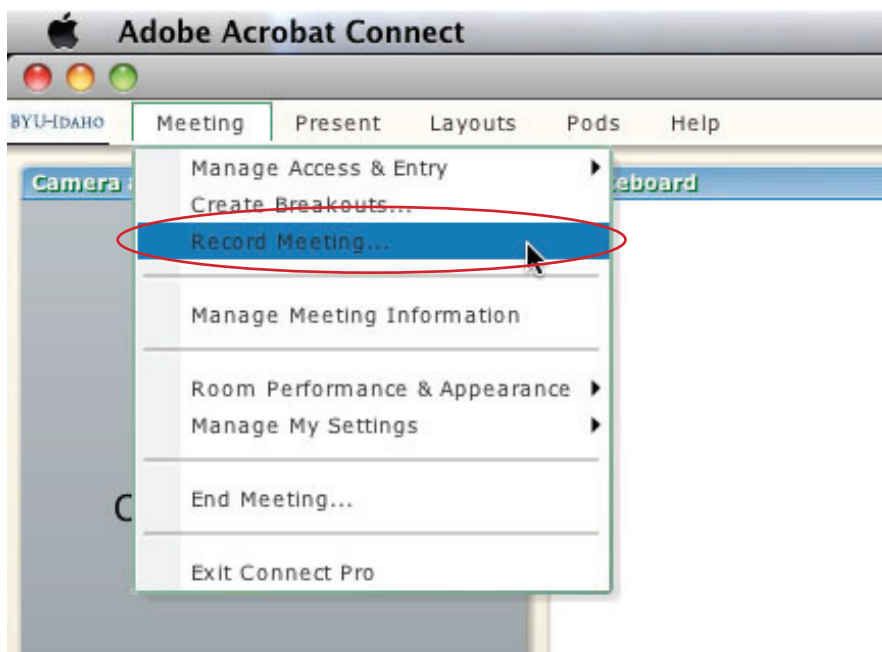 Adobe Acrobat Connect
BYU-IDAHO Meeting Present Layouts Pods Help
Camera
Manage Access & Entry
Create Breakouts...
Record Meeting...
Manage Meeting Information
Room Performance & Appearance
Manage My Settings
End Meeting...
Exit Connect Pro